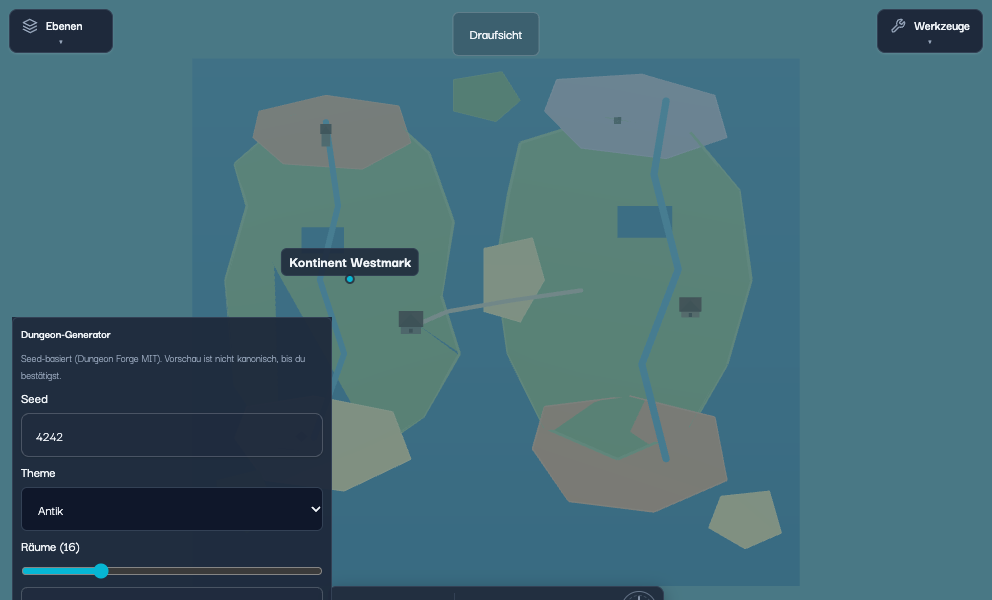 Ebenen
Draufsicht
Werkzeuge
Kontinent Westmark
Dungeon-Generator
Seed-basiert (Dungeon Forge MIT). Vorschau ist nicht kanonisch, bis du
bestätigst.
Seed
4242
Theme
Antik
Räume (16)